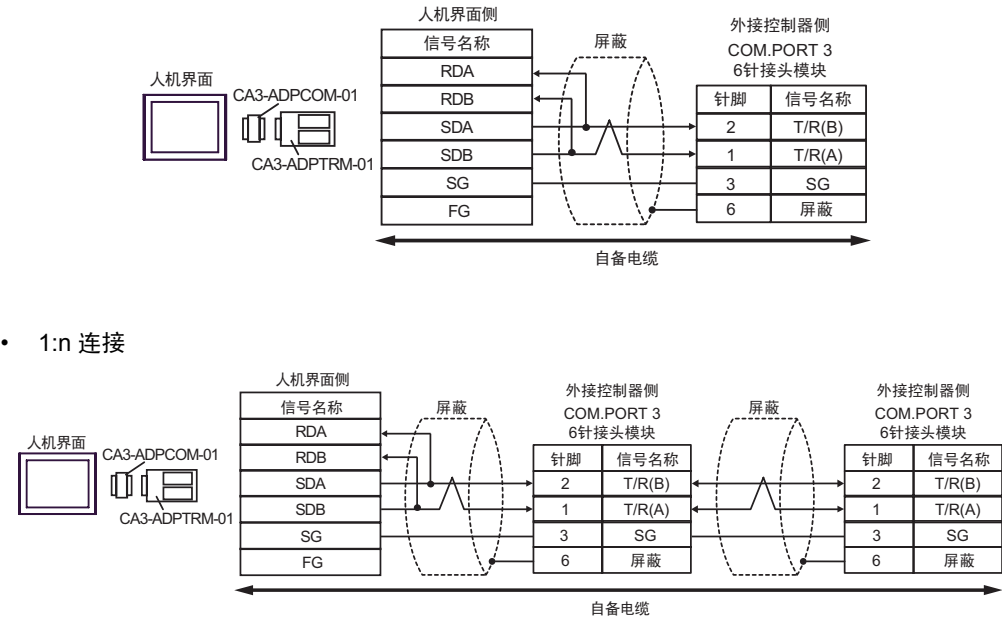 人机界面侧
外接控制器侧
信号名称
屏蔽
COM.PORT 3
6针接头模块
人机界面
RDA
CA3-ADPCOM-01
RDB
针脚 信号名称
SDA
2 T/R(B)
SDB
1 T/R(A)
CA3-ADPTRM-01
SG
3 SG
FG
6 屏蔽
自备电缆
• 1:n 连接
人机界面侧
外接控制器侧
外接控制器侧
信号名称
屏蔽
COM.PORT 3
屏蔽
COM.PORT 3
6针接头模块
6针接头模块
人机界面
RDA
CA3-ADPCOM-01
RDB
针脚 信号名称
针脚 信号名称
SDA
2 T/R(B)
2 T/R(B)
SDB
1 T/R(A)
1 T/R(A)
CA3-ADPTRM-01
SG
3 SG
3 SG
FG
6 屏蔽
6 屏蔽
自备电缆